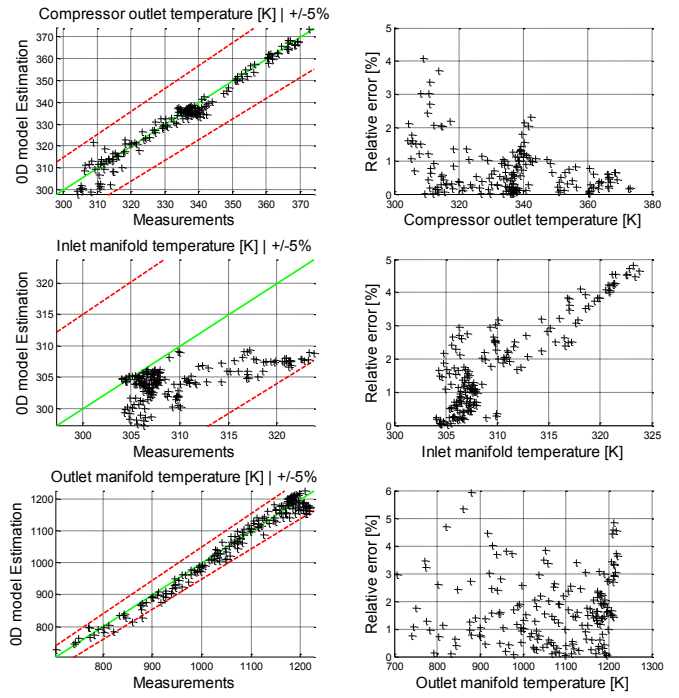 Compressor outlet temperature [K] | +/-5%
370
360
350
340
330
320
310
300
0D model Estimation
300 310 320 330 340 350 360 370
Measurements
5
4
3
2
1
0
Relative error [%]
300 320 340 360 380
Compressor outlet temperature [K]
Inlet manifold temperature [K] | +/-5%
320
315
310
305
300
0D model Estimation
300 305 310 315 320
Measurements
5
4
3
2
1
0
Relative error [%]
300 305 310 315 320 325
Inlet manifold temperature [K]
Outlet manifold temperature [K] | +/-5%
1200
1100
1000
900
800
0D model Estimation
800 900 1000 1100 1200
Measurements
6
5
4
3
2
1
0
Relative error [%]
700 800 900 1000 1100 1200 1300
Outlet manifold temperature [K]